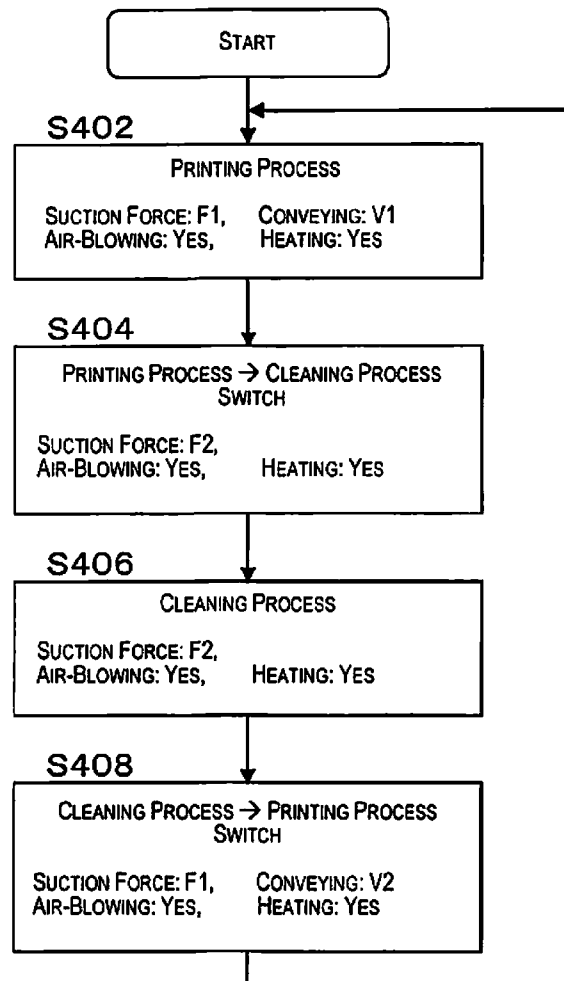 START
S402
PRINTING PROCESS
SUCTION FORCE: F1, CONVEYING: V1
AIR-BLOWING: YES, HEATING: YES
S404
PRINTING PROCESS → CLEANING PROCESS
SWITCH
SUCTION FORCE: F2,
AIR-BLOWING: YES, HEATING: YES
S406
CLEANING PROCESS
SUCTION FORCE: F2,
AIR-BLOWING: YES, HEATING: YES
S408
CLEANING PROCESS → PRINTING PROCESS
SWITCH
SUCTION FORCE: F1, CONVEYING: V2
AIR-BLOWING: YES, HEATING: YES